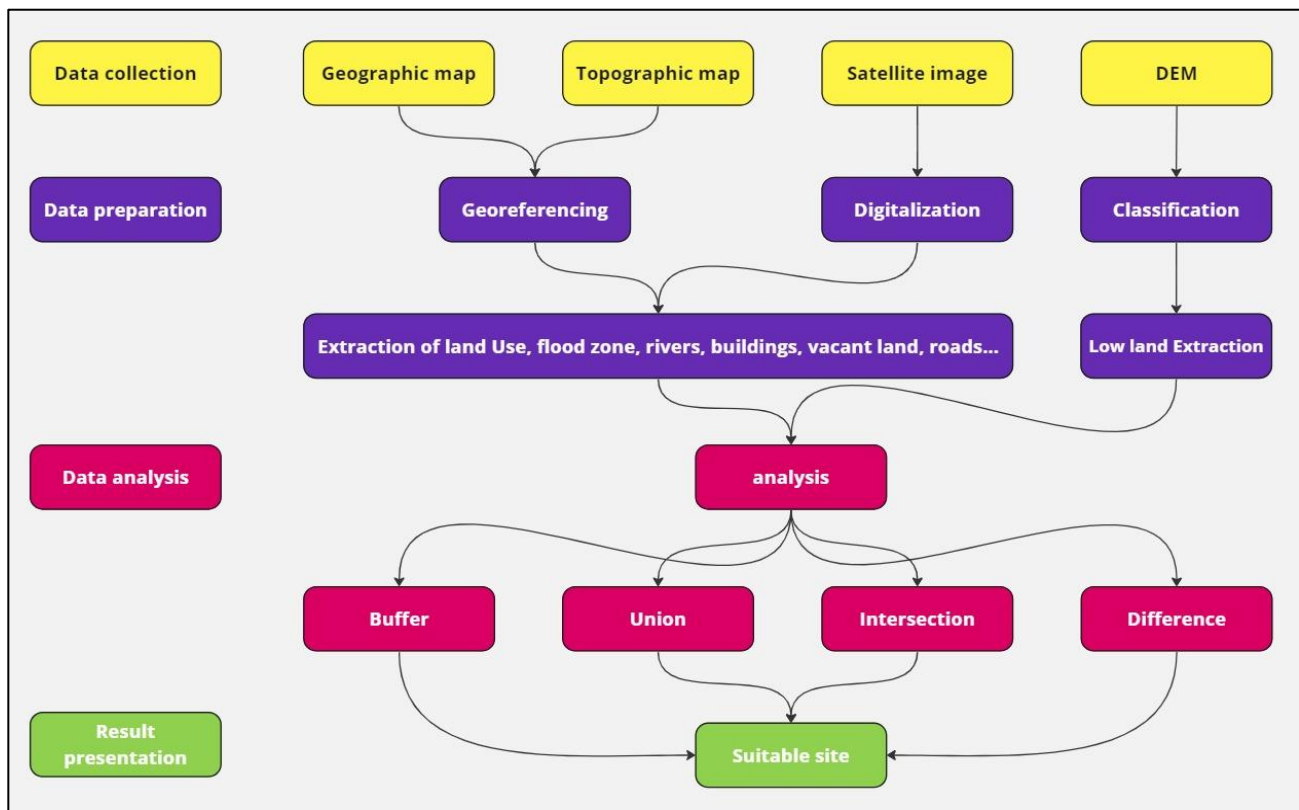 Data collection
Geographic map
Topographic map
Satellite image
DEM
Data preparation
Georeferencing
Digitalization
Classification
Extraction of land Use, flood zone, rivers, buildings, vacant land, roads...
Low land Extraction
Data analysis
analysis
Buffer
Union
Intersection
Difference
Result
presentation
Suitable site